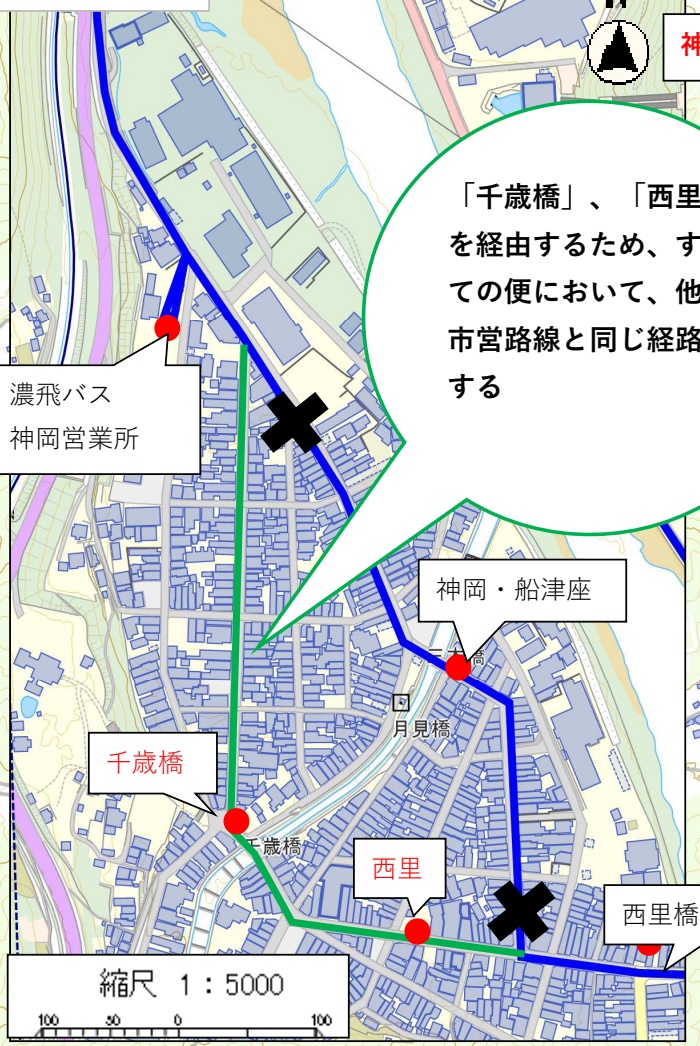 神
「千歳橋」、「西里
を経由するため、す
ての便において、他
市営路線と同じ経路
する
濃飛バス
神岡営業所
神岡・船津座
橋
月見橋
千歳橋
千歳橋
西里
西里橋
縮尺 1：5000
100 50 0 100